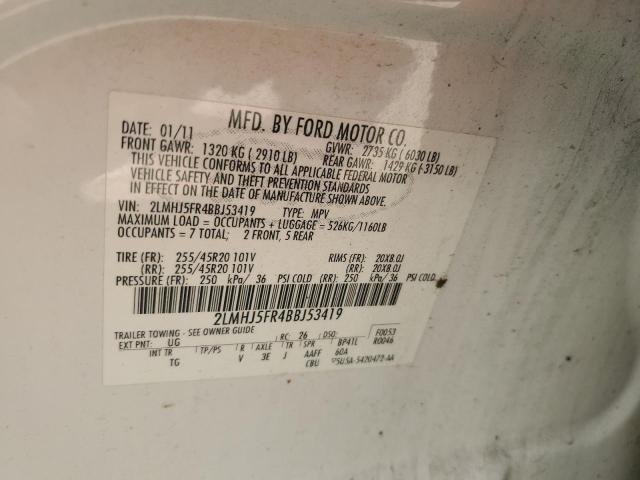 MFD. BY FORD MOTOR CO.
DATE: 01/11
GVWR: 2735 KG ( 6030 LB)
FRONT GAWR: 1320 KG ( 2910 LB)
REAR GAWR: 1429 KG ( 3150 LB)
THIS VEHICLE CONFORMS TO ALL APPLICABLE FEDERAL MOTOR
VEHICLE SAFETY AND THEFT PREVENTION STANDARDS
IN EFFECT ON THE DATE OF MANUFACTURE SHOWN ABOVE.
VIN: 2LMHJ5FR4BBJ53419 TYPE: MPV
MAXIMUM LOAD = OCCUPANTS + LUGGAGE = 526KG/1160LB
OCCUPANTS = 7 TOTAL; 2 FRONT, 5 REAR
TIRE (FR): 255/45R20 101V RIMS (FR): 20X8.0J
(RR): 255/45R20 101V (RR): 20X8.0J
PRESSURE (FR): 250 kPa/ 36 PSI COLD (RR): 250 kPa/ 36 PSI COLD
2LMHJ5FR4BBJ53419
TRAILER TOWING - SEE OWNER GUIDE
EXT PNT: UG RC: 26 DSO: F0053
BP41L R0046
INT TR TP/PS R AXLE TR SPR
TG V 3E J AAFF 60A
CBU 5U5A-5420472-AA